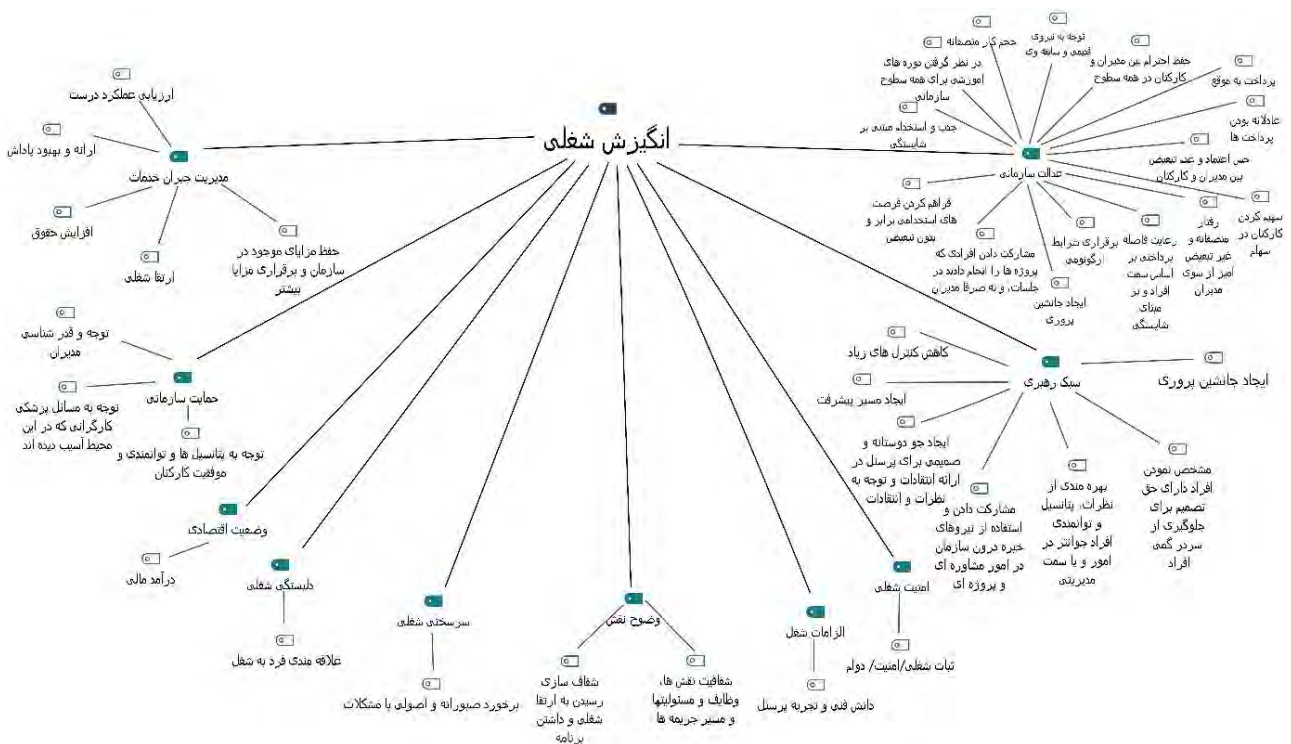 انگیزش شغلی
حجم کار منصفانه
توجه به نیروی
قدیمی و سابقه وی
حفظ احترام بین مدیران و
کارکنان در همه سطوح
پرداخت به موقع
در نظر گرفتن دوره های
آموزشی برای همه سطوح
سازمانی
عادلانه بودن
پرداخت ها
جذب و استخدام مبتنی بر
شایستگی
عدالت سازمانی
حس اعتماد و عدم تبعیض
بین مدیران و کارکنان
فراهم کردن فرصت
های استخدامی برابر و
بدون تبعیض
سهیم کردن
کارکنان در
سهام
رفتار
منصفانه و
غیر تبعیض
آمیز از سوی
مدیران
رعایت فاصله
پرداختی بر
اساس سمت
افراد و بر
مبنای
شایستگی
برقراری شرایط
ارگونومی
مشارکت دادن افرادی که
پروژه ها را انجام دادند در
جلسات، و نه صرفا مدیران
ایجاد جانشین
پروری
ارزیابی عملکرد درست
ارائه و بهبود پاداش
مدیریت جبران خدمات
افزایش حقوق
ارتقا شغلی
حفظ مزایای موجود در
سازمان و برقراری مزایا
بیشتر
توجه و قدر شناسی
مدیران
حمایت سازمانی
توجه به مسائل پزشکی
کارگرانی که در این
محیط آسیب دیده اند
توجه به پتانسیل ها و توانمندی و
موفقیت کارکنان
کاهش کنترل های زیاد
سبک رهبری
ایجاد جانشین پروری
ایجاد مسیر پیشرفت
ایجاد جو دوستانه و
صمیمی برای پرسنل در
ارائه انتقادات و توجه به
نظرات و انتقادات
مشارکت دادن و
استفاده از نیروهای
خبره درون سازمان
در امور مشاوره ای
و پروژه ای
بهره مندی از
نظرات، پتانسیل
و توانمندی
افراد جوانتر در
امور و یا سمت
مدیریتی
مشخص نمودن
افراد دارای حق
تصمیم برای
جلوگیری از
سردر گمی
افراد
وضعیت اقتصادی
درآمد مالی
دلبستگی شغلی
علاقه مندی فرد به شغل
سرسختی شغلی
برخورد صبورانه و اصولی با مشکلات
وضوح نقش
شفاف سازی
رسیدن به ارتقا
شغلی و داشتن
برنامه
شفافیت نقش ها،
وظایف و مسئولیتها
و مسیر جریمه ها
الزامات شغل
دانش فنی و تجربه پرسنل
امنیت شغلی
ثبات شغلی/امنیت/ دوام